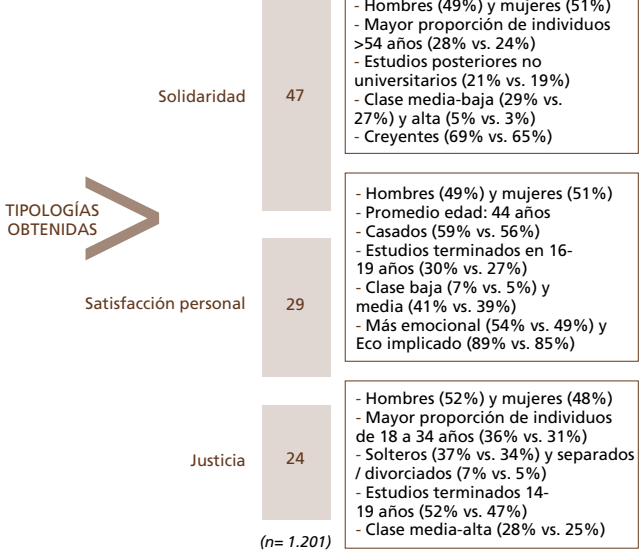 - Hombres (49%) y mujeres (51%)
- Mayor proporción de individuos
>54 años (28% vs. 24%)
- Estudios posteriores no
universitarios (21% vs. 19%)
- Clase media-baja (29% vs.
27%) y alta (5% vs. 3%)
- Creyentes (69% vs. 65%)
Solidaridad
47
TIPOLOGÍAS
OBTENIDAS
- Hombres (49%) y mujeres (51%)
- Promedio edad: 44 años
- Casados (59% vs. 56%)
- Estudios terminados en 16-
19 años (30% vs. 27%)
- Clase baja (7% vs. 5%) y
media (41% vs. 39%)
- Más emocional (54% vs. 49%) y
Eco implicado (89% vs. 85%)
Satisfacción personal
29
- Hombres (52%) y mujeres (48%)
- Mayor proporción de individuos
de 18 a 34 años (36% vs. 31%)
- Solteros (37% vs. 34%) y separados
/ divorciados (7% vs. 5%)
- Estudios terminados 14-
19 años (52% vs. 47%)
- Clase media-alta (28% vs. 25%)
Justicia
24
(n= 1.201)